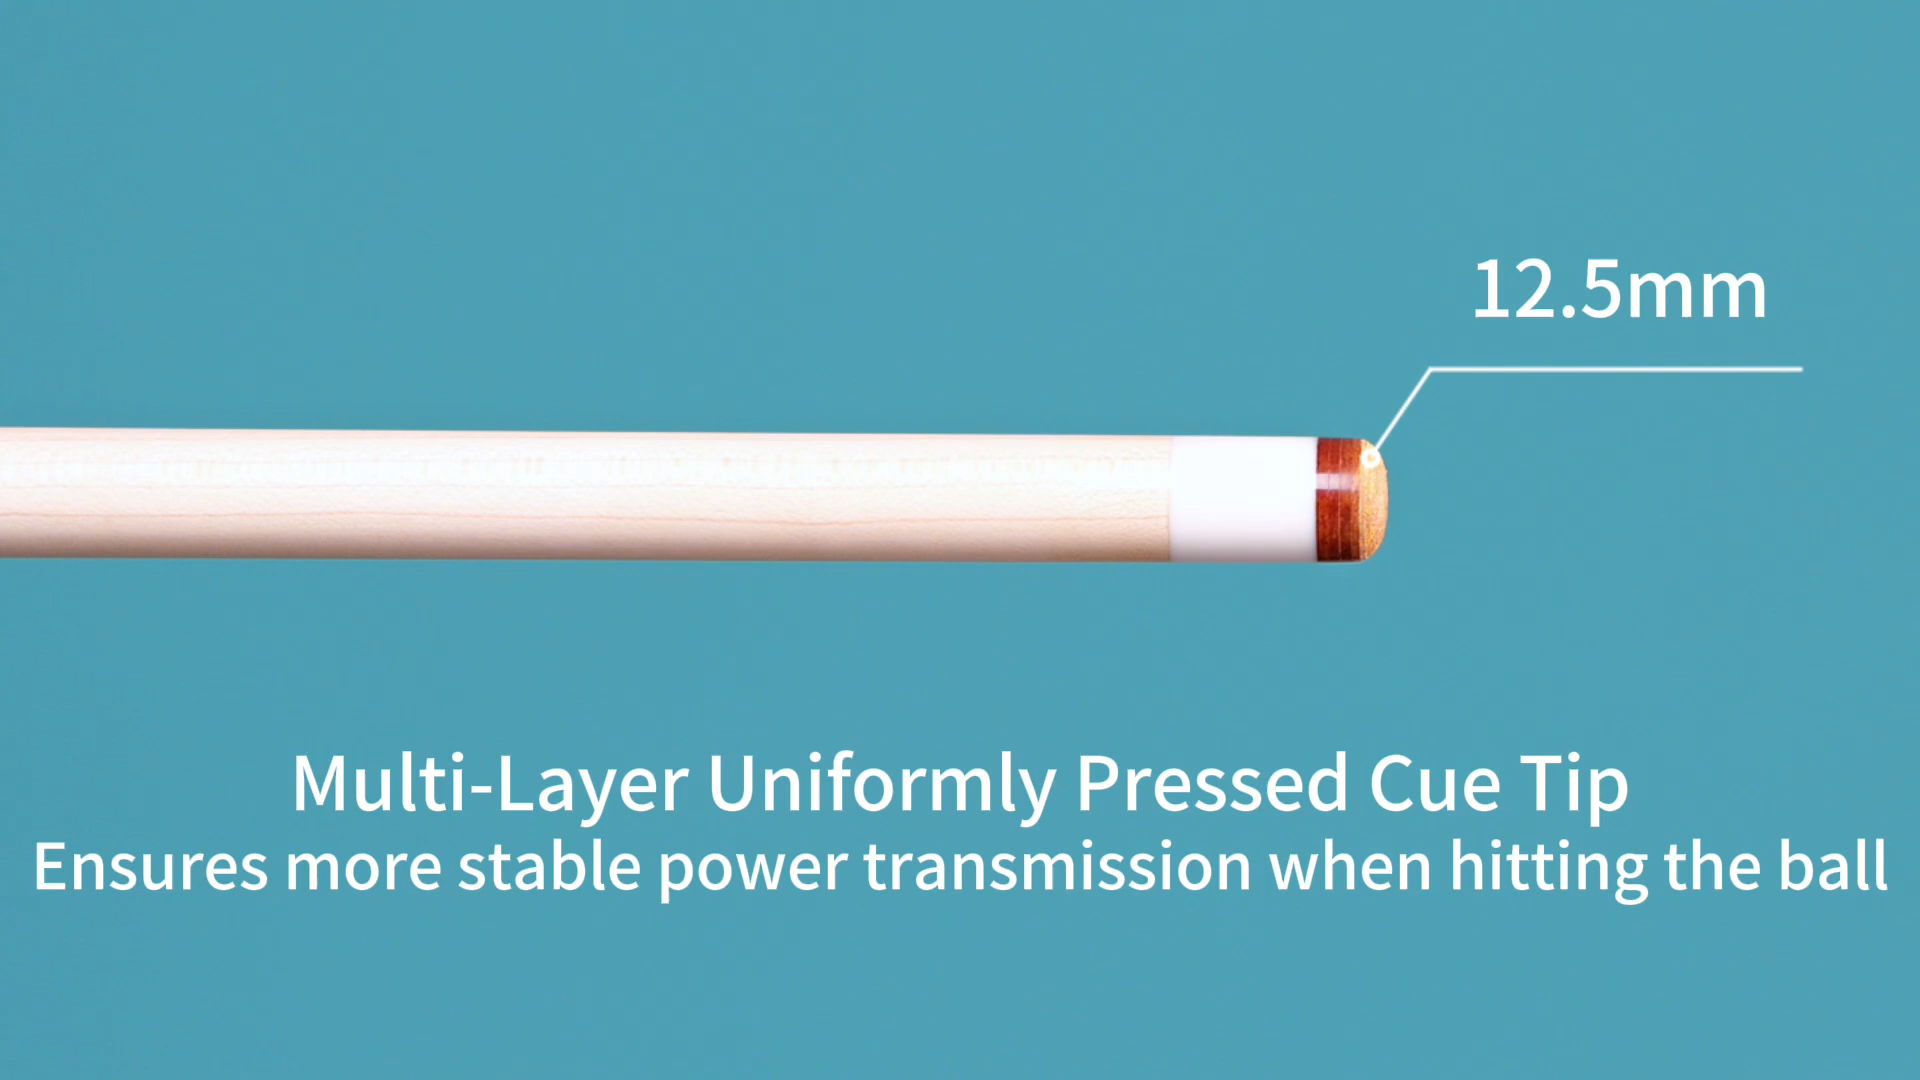 12.5mm
Multi-Layer Uniformly Pressed Cue Tip
Ensures more stable power transmission when hitting the ball